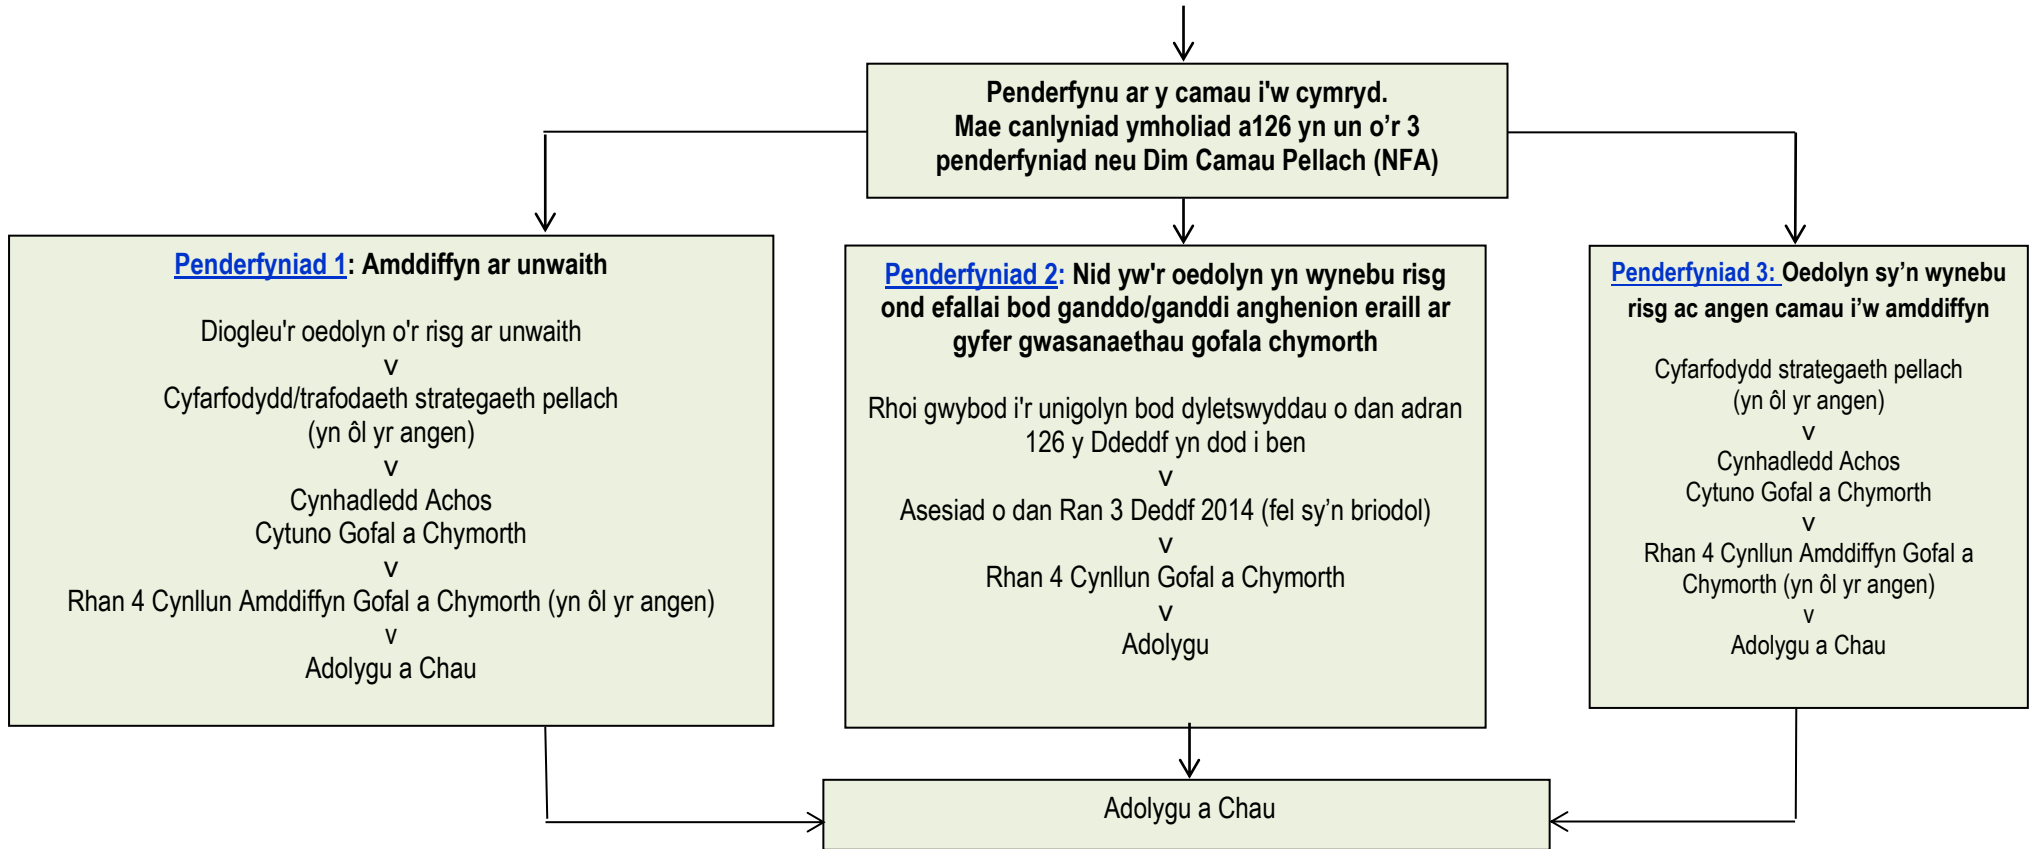 Penderfynu ar y camau i'w cymryd.
Mae canlyniad ymholiad a126 yn un o'r 3
penderfyniad neu Dim Camau Pellach (NFA)
Penderfyniad 1: Amddiffyn ar unwaith
Diogleu'r oedolyn o'r risg ar unwaith
v
Cyfarfodydd/trafodaeth strategaeth pellach
(yn ôl yr angen)
v
Cynhadledd Achos
Cytuno Gofal a Chymorth
v
Rhan 4 Cynllun Amddiffyn Gofal a Chymorth (yn ôl yr angen)
v
Adolygu a Chau
Penderfyniad 2: Nid yw'r oedolyn yn wynebu risg
ond efallai bod ganddo/ganddi anghenion eraill ar
gyfer gwasanaethau gofala chymorth
Rhoi gwybod i'r unigolyn bod dyletswyddau o dan adran
126 y Ddeddf yn dod i ben
v
Asesiad o dan Ran 3 Deddf 2014 (fel sy'n briodol)
v
Rhan 4 Cynllun Gofal a Chymorth
v
Adolygu
Penderfyniad 3: Oedolyn sy'n wynebu
risg ac angen camau i'w amddiffyn
Cyfarfodydd strategaeth pellach
(yn ôl yr angen)
v
Cynhadledd Achos
Cytuno Gofal a Chymorth
v
Rhan 4 Cynllun Amddiffyn Gofal a
Chymorth (yn ôl yr angen)
v
Adolygu a Chau
Adolygu a Chau